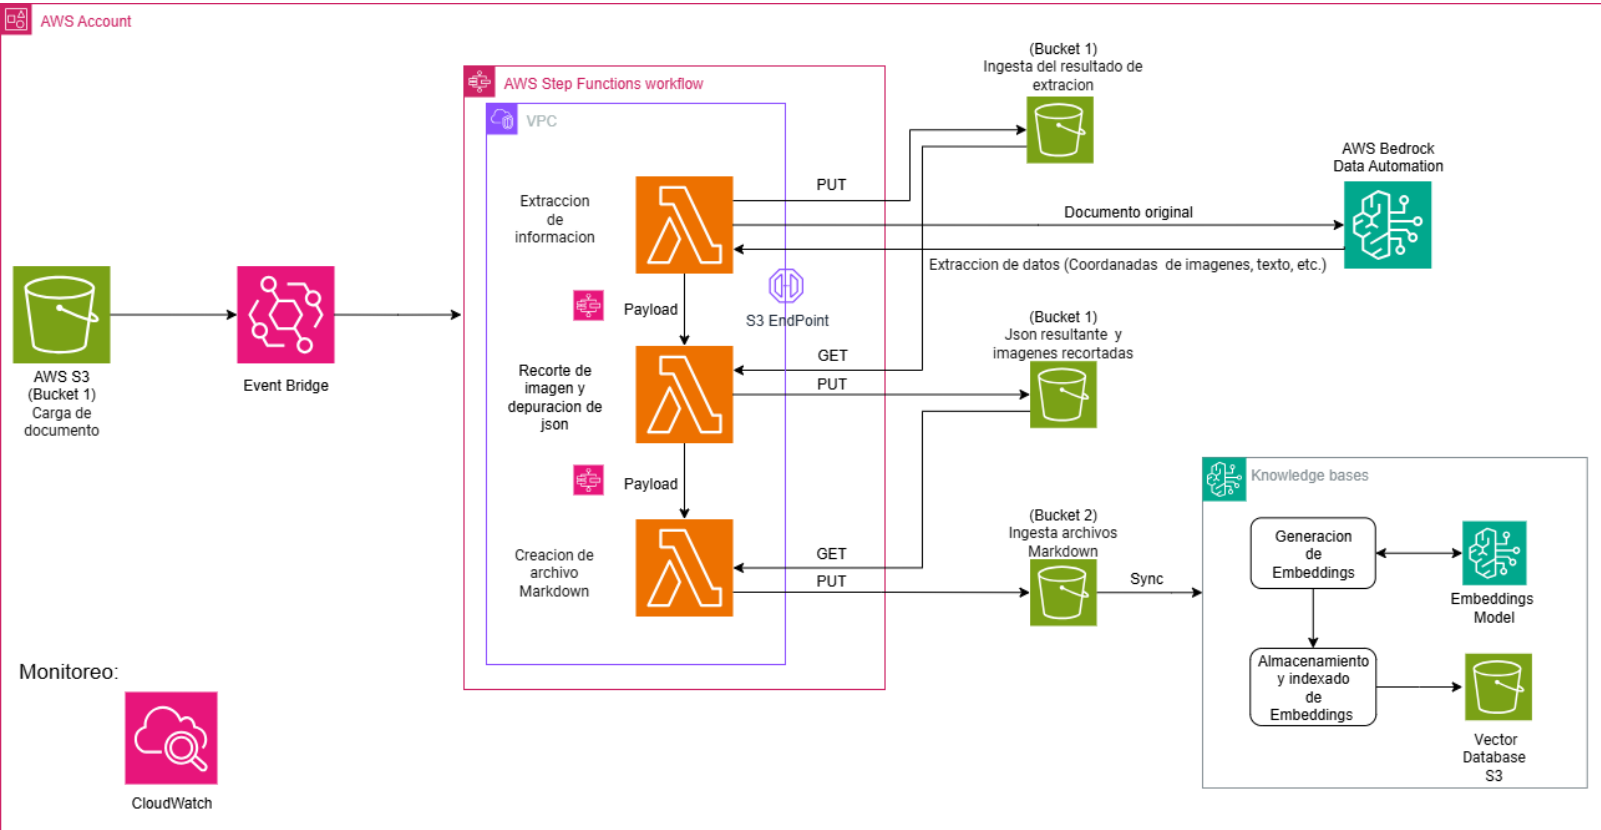 AWS Account
AWS Step Functions workflow
VPC
(Bucket 1)
Ingesta del resultado de
extracion
AWS Bedrock
Data Automation
PUT
Extraccion
de
informacion
Documento original
Extraccion de datos (Coordanadas de imagenes, texto, etc.)
Payload
S3 EndPoint
(Bucket 1)
Json resultante y
imagenes recortadas
GET
PUT
AWS S3
(Bucket 1)
Carga de
documento
Event Bridge
Recorte de
imagen y
depuracion de
json
Payload
(Bucket 2)
Ingesta archivos
Markdown
Creacion de
archivo
Markdown
GET
PUT
Sync
Knowledge bases
Generacion
de
Embeddings
Embeddings
Model
Almacenamiento
y indexado
de
Embeddings
Vector
Database
S3
Monitoreo:
CloudWatch